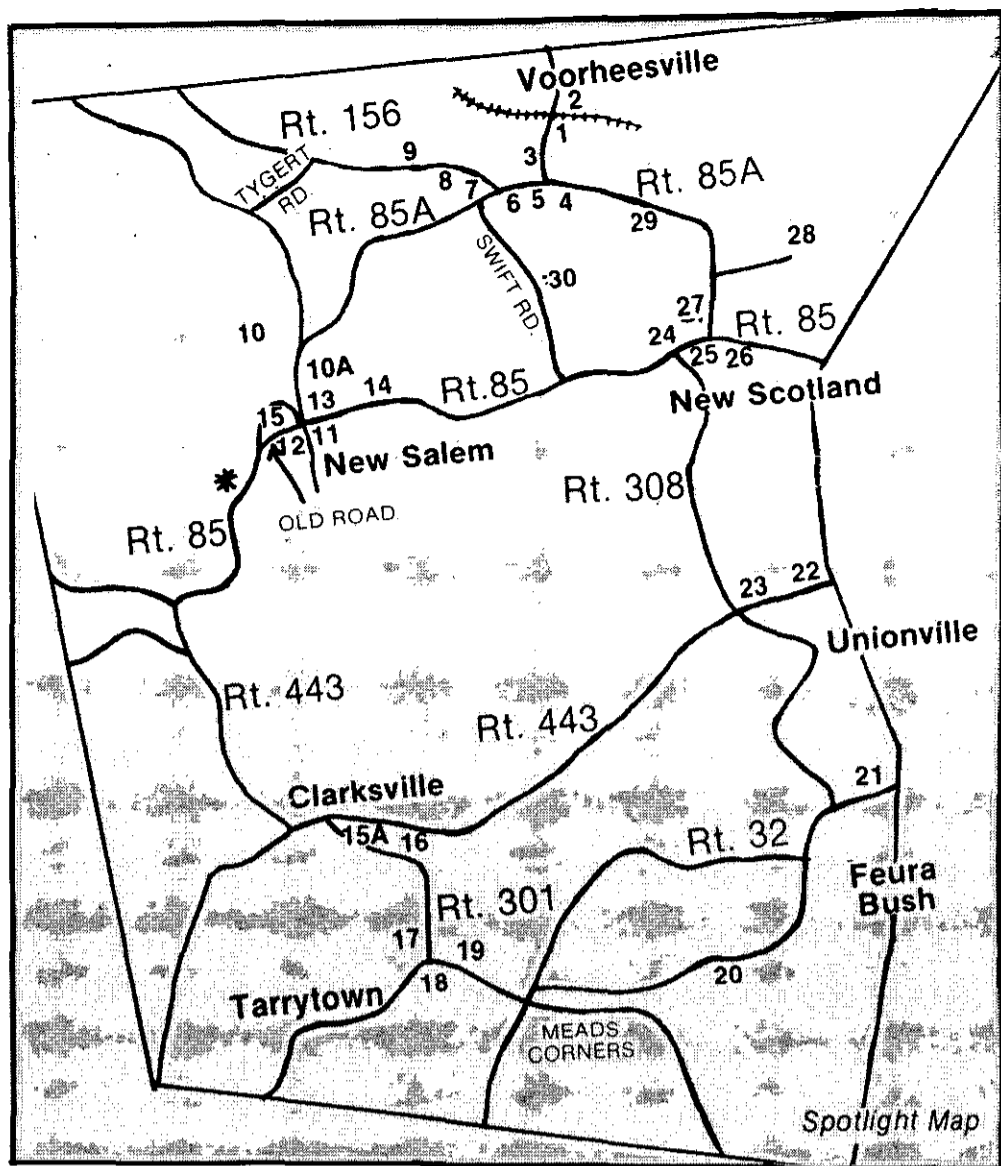 Voorheesville
2
1
Rt. 156
3
9
8
7
6
5
4
TYGERT
RD.
Rt. 85A
Rt. 85A
29
28
SWIFT RD.
30
10
27
24
25
26
Rt. 85
10A
14
Rt.85
New Scotland
13
15
12
11
New Salem
*
OLD ROAD
Rt. 308
Rt. 85
23
22
Unionville
Rt. 443
Rt. 443
Clarksville
21
15A
16
Rt. 32
Feura
Bush
Rt. 301
17
19
18
20
Tarrytown
MEADS
CORNERS
Spotlight Map